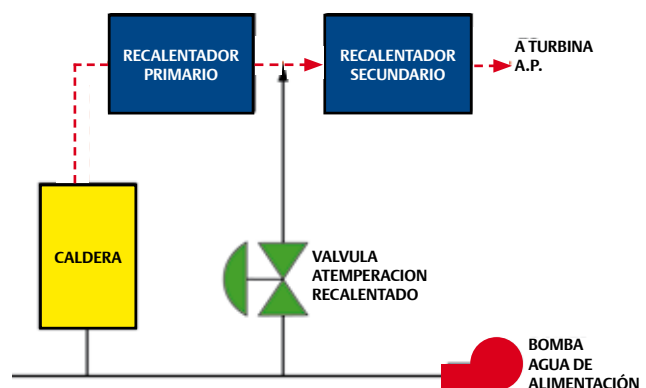 RECALENTADOR
PRIMARIO
RECALENTADOR
SECUNDARIO
A TURBINA
A.P.
CALDERA
VALVULA
ATEMPERACION
RECALENTADO
BOMBA
AGUA DE
ALIMENTACIÓN